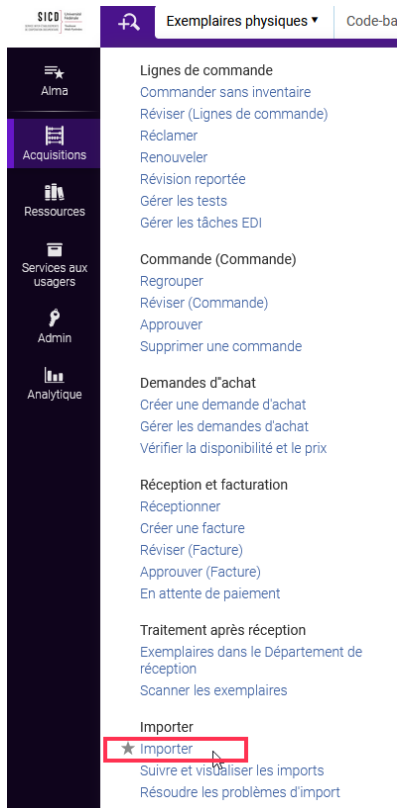 SICD
Exemplaires physiques
Code-ba
Alma
Acquisitions
Ressources
Services aux
usagers
Admin
Analytique
Lignes de commande
Commander sans inventaire
Réviser (Lignes de commande)
Réclamer
Renouveler
Révision reportée
Gérer les tests
Gérer les tâches EDI
Commande (Commande)
Regrouper
Réviser (Commande)
Approuver
Supprimer une commande
Demandes d"achat
Créer une demande d'achat
Gérer les demandes d'achat
Vérifier la disponibilité et le prix
Réception et facturation
Réceptionner
Créer une facture
Réviser (Facture)
Approuver (Facture)
En attente de paiement
Traitement après réception
Exemplaires dans le Département de
réception
Scanner les exemplaires
Importer
Importer
Suivre et visualiser les imports
Résoudre les problèmes d'import